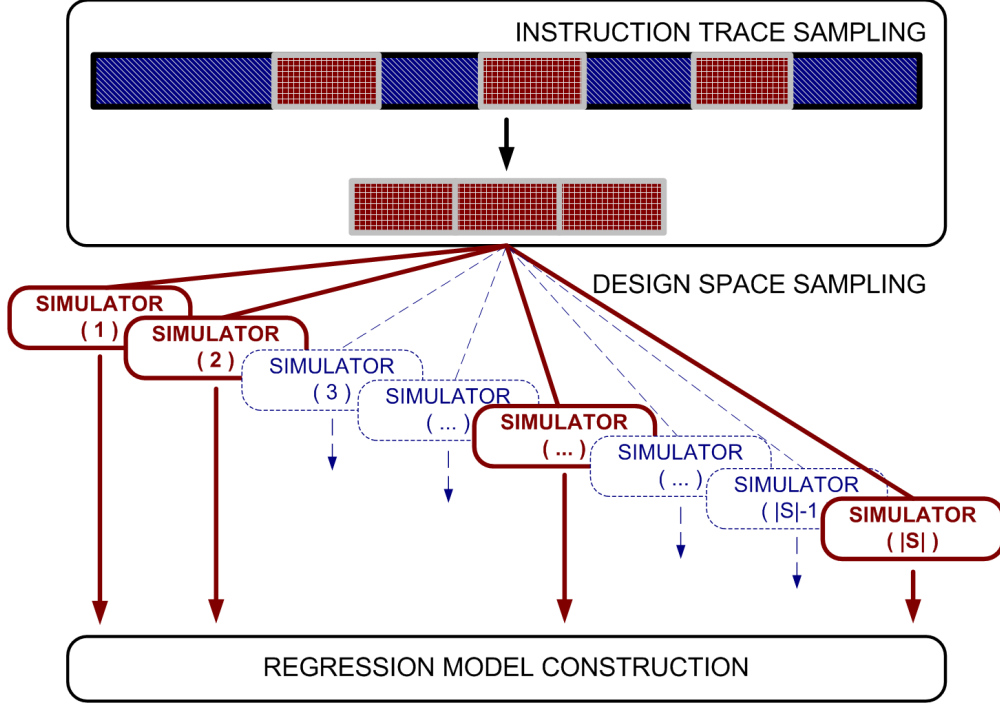 INSTRUCTION TRACE SAMPLING
DESIGN SPACE SAMPLING
SIMULATOR
( 1 )
SIMULATOR
( 2 )
SIMULATOR
( 3 )
SIMULATOR
( ... )
SIMULATOR
( ... )
SIMULATOR
( ... )
SIMULATOR
( |S|-1
SIMULATOR
( |S| )
REGRESSION MODEL CONSTRUCTION